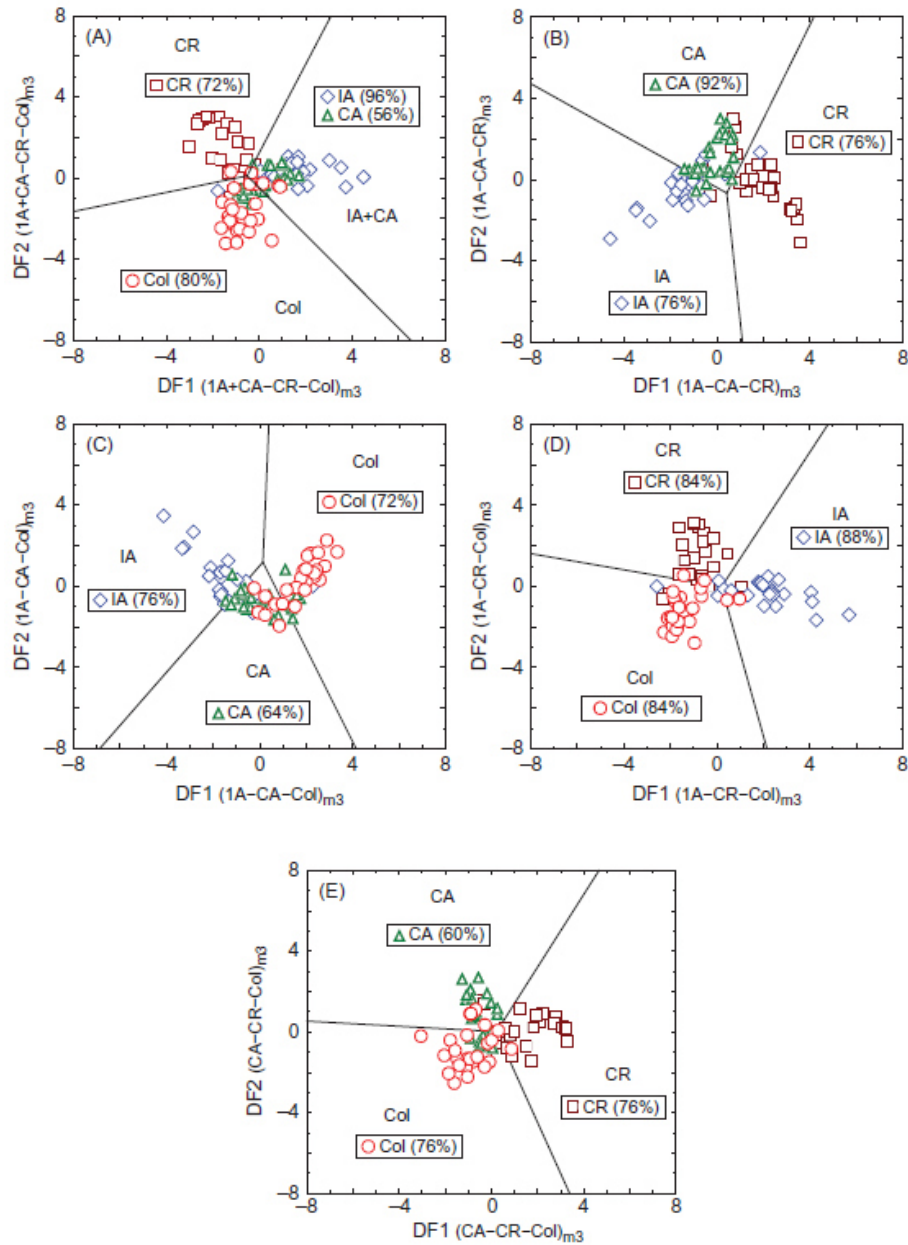 (A)
CR
CR (72%)
IA (96%)
CA (56%)
IA+CA
Col (80%)
Col
8
4
0
−4
−8
−8
−4
0
4
8
DF2 (1A+CA−CR−Col)m3
DF1 (1A+CA−CR−Col)m3
(B)
CA
CA (92%)
CR
CR (76%)
IA
IA (76%)
8
4
0
−4
−8
−8
−4
0
4
8
DF2 (1A−CA−CR)m3
DF1 (1A−CA−CR)m3
(C)
Col
Col (72%)
IA
IA (76%)
CA
CA (64%)
8
4
0
−4
−8
−8
−4
0
4
8
DF2 (1A−CA−Col)m3
DF1 (1A−CA−Col)m3
(D)
CR
CR (84%)
IA
IA (88%)
Col
Col (84%)
8
4
0
−4
−8
−8
−4
0
4
8
DF2 (1A−CR−Col)m3
DF1 (1A−CR−Col)m3
(E)
CA
CA (60%)
CR
CR (76%)
Col
Col (76%)
8
4
0
−4
−8
−8
−4
0
4
8
DF2 (CA−CR−Col)m3
DF1 (CA−CR−Col)m3